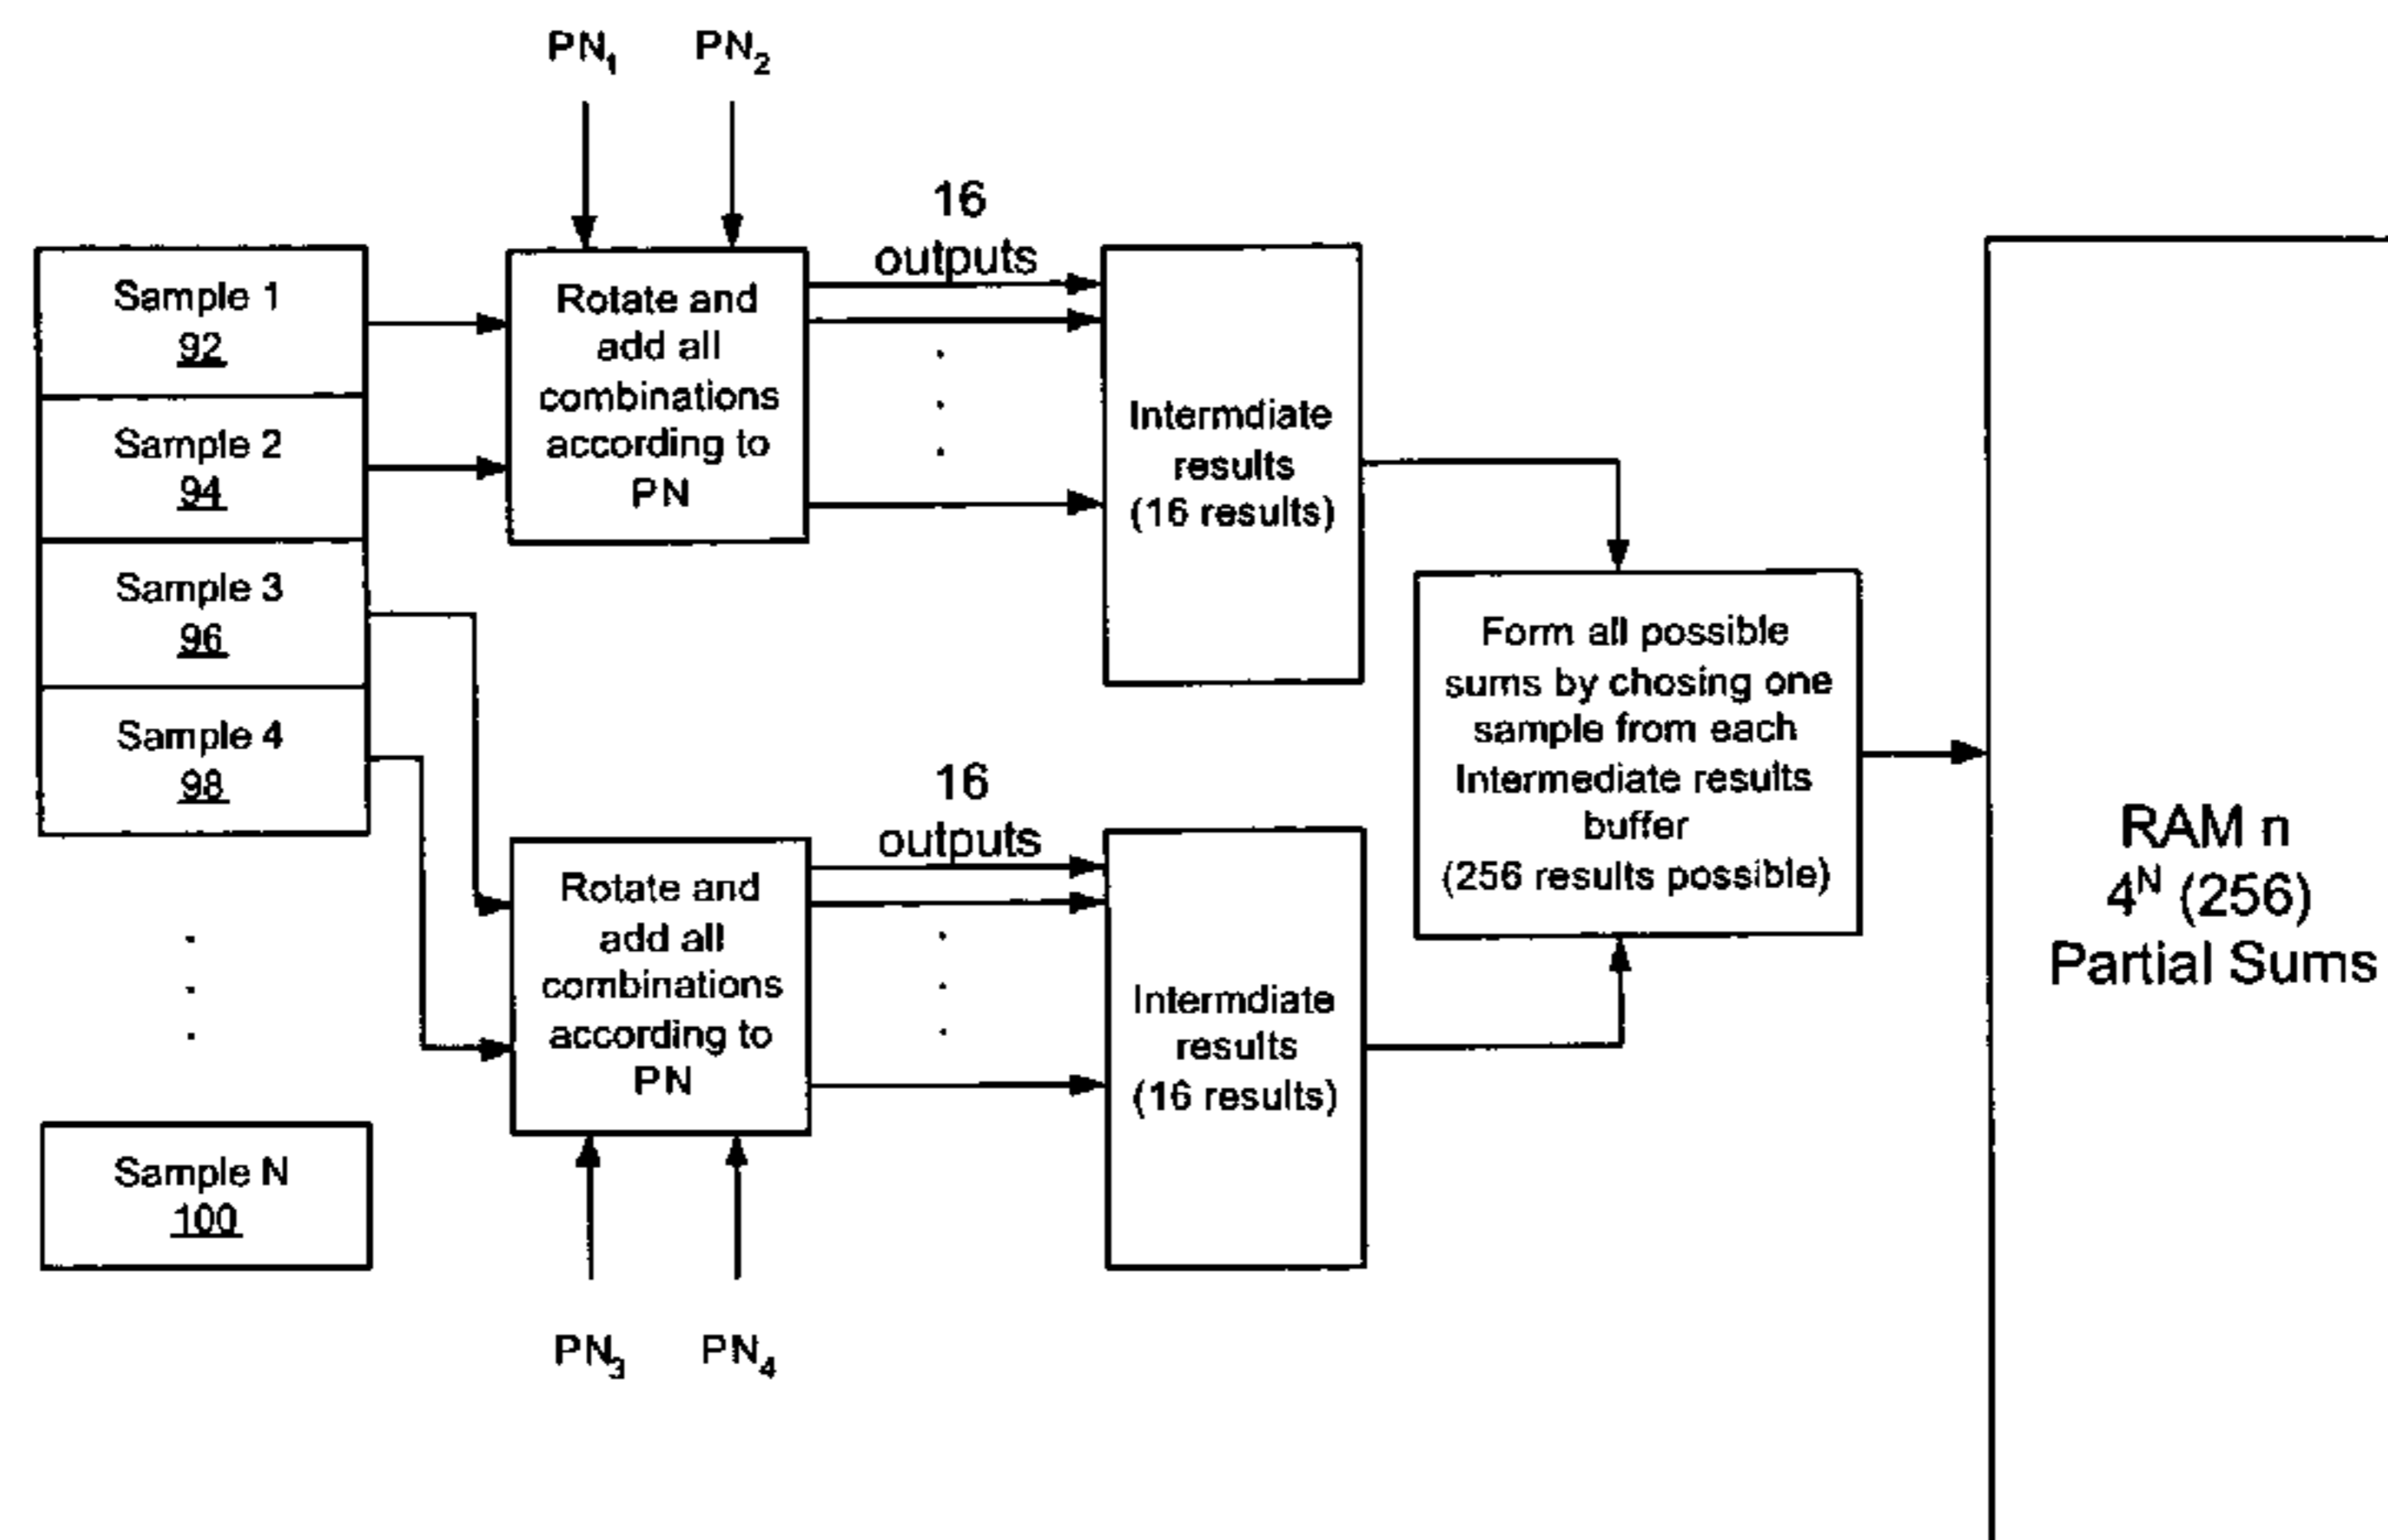 PN₁ PN₂
16
outputs
Sample 1
92
Sample 2
94
Sample 3
96
Sample 4
98
Sample N
100
Rotate and
add all
combinations
according to
PN
Intermdiate
results
(16 results)
Form all possible
sums by chosing one
sample from each
Intermediate results
buffer
(256 results possible)
16
outputs
Rotate and
add all
combinations
according to
PN
Intermdiate
results
(16 results)
PN₃ PN₄
RAM n
4ᴺ (256)
Partial Sums